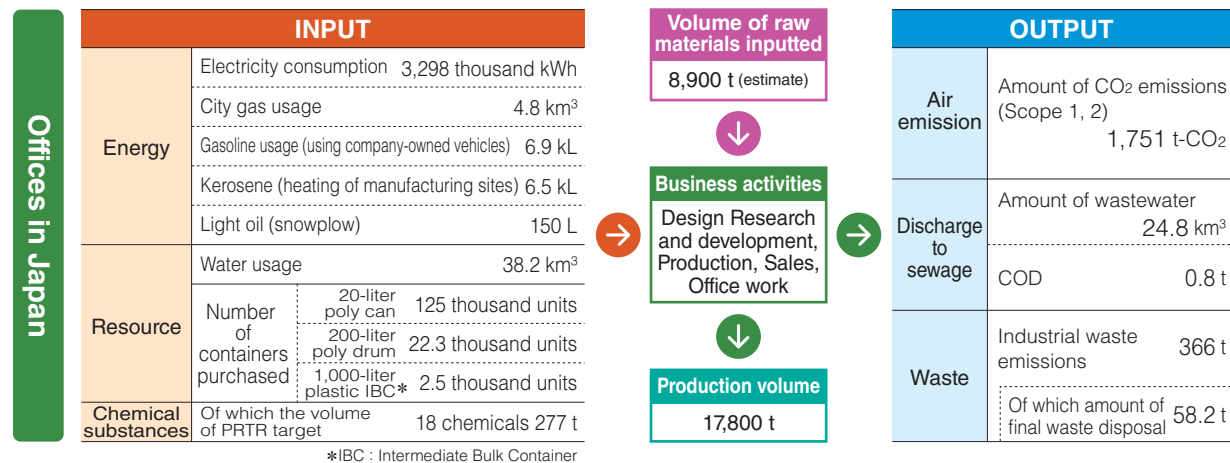 Offices in Japan
INPUT
Energy
Electricity consumption 3,298 thousand kWh
City gas usage 4.8 km³
Gasoline usage (using company-owned vehicles) 6.9 kL
Kerosene (heating of manufacturing sites) 6.5 kL
Light oil (snowplow) 150 L
Resource
Water usage 38.2 km³
Number
of
containers
purchased
20-liter
poly can 125 thousand units
200-liter
poly drum 22.3 thousand units
1,000-liter
plastic IBC* 2.5 thousand units
Chemical
substances
Of which the volume
of PRTR target 18 chemicals 277 t
*IBC : Intermediate Bulk Container
Volume of raw
materials inputted
8,900 t (estimate)
Business activities
Design Research
and development,
Production, Sales,
Office work
Production volume
17,800 t
OUTPUT
Air
emission
Amount of CO₂ emissions
(Scope 1, 2)
1,751 t-CO₂
Discharge
to
sewage
Amount of wastewater
24.8 km³
COD 0.8 t
Waste
Industrial waste
emissions 366 t
Of which amount of
final waste disposal 58.2 t